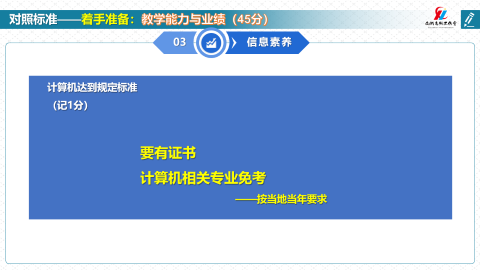 对照标准——着手准备：教学能力与业绩（45分）
03
信息素养
计算机达到规定标准
（记1分）
要有证书
计算机相关专业免考
——按当地当年要求